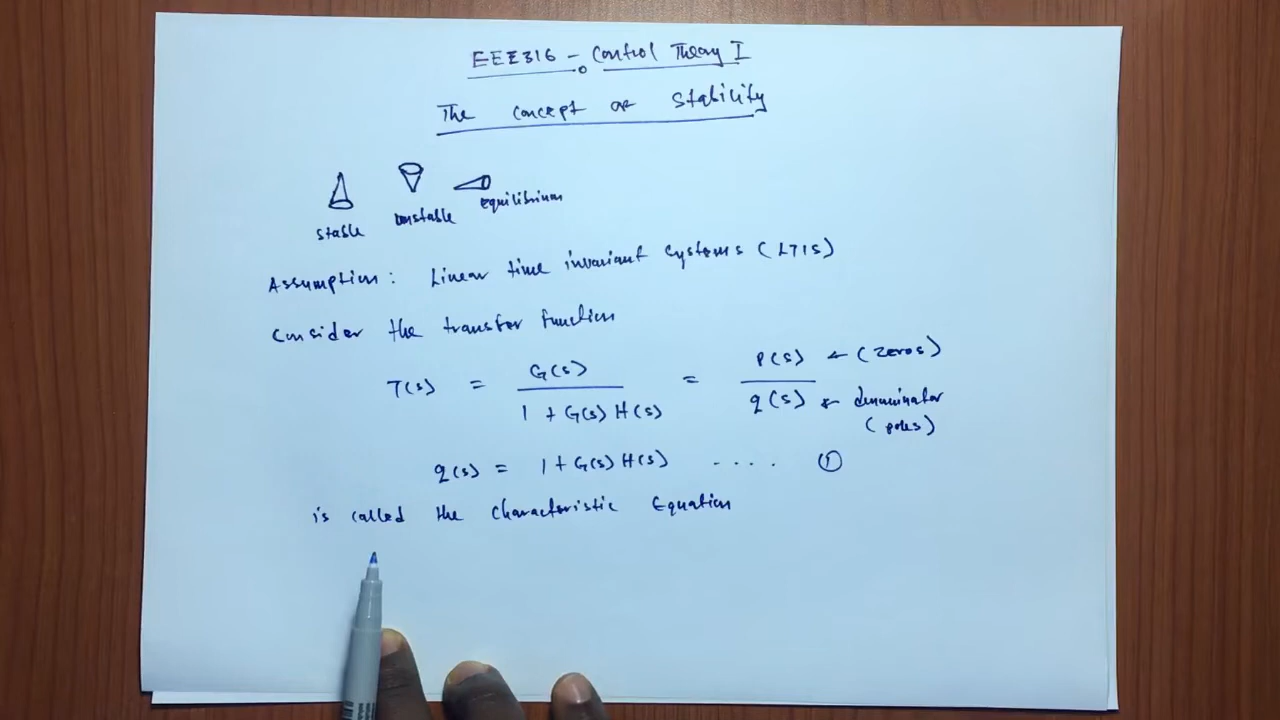 EEE316 - Control Theory I
The concept of stability
stable unstable equilibrium
Assumption: Linear time invariant systems (LTIS)
Consider the transfer function
T(s) = G(s) / 1 + G(s) H(s) = P(s) ← (zeros) / q(s) ← denominator (poles)
q(s) = 1 + G(s) H(s) .... ①
is called the characteristic Equation